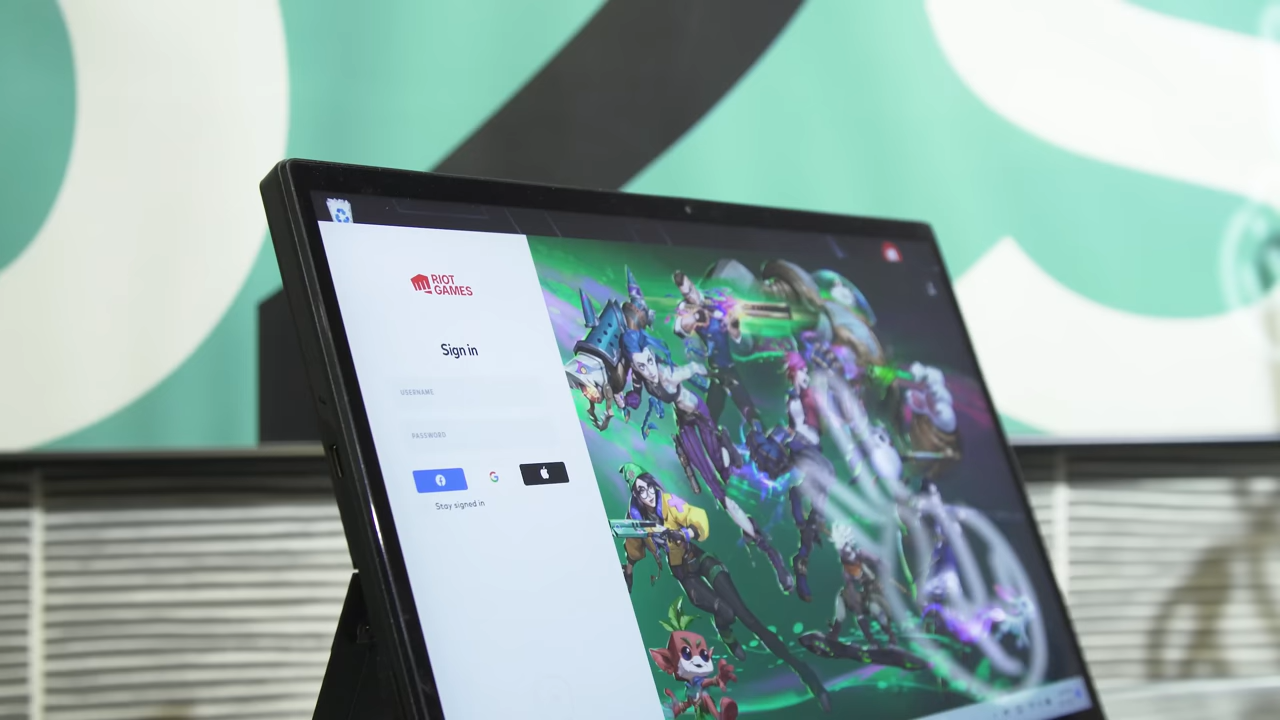 RIOT
GAMES
Sign in
USERNAME
PASSWORD
G
Stay signed in